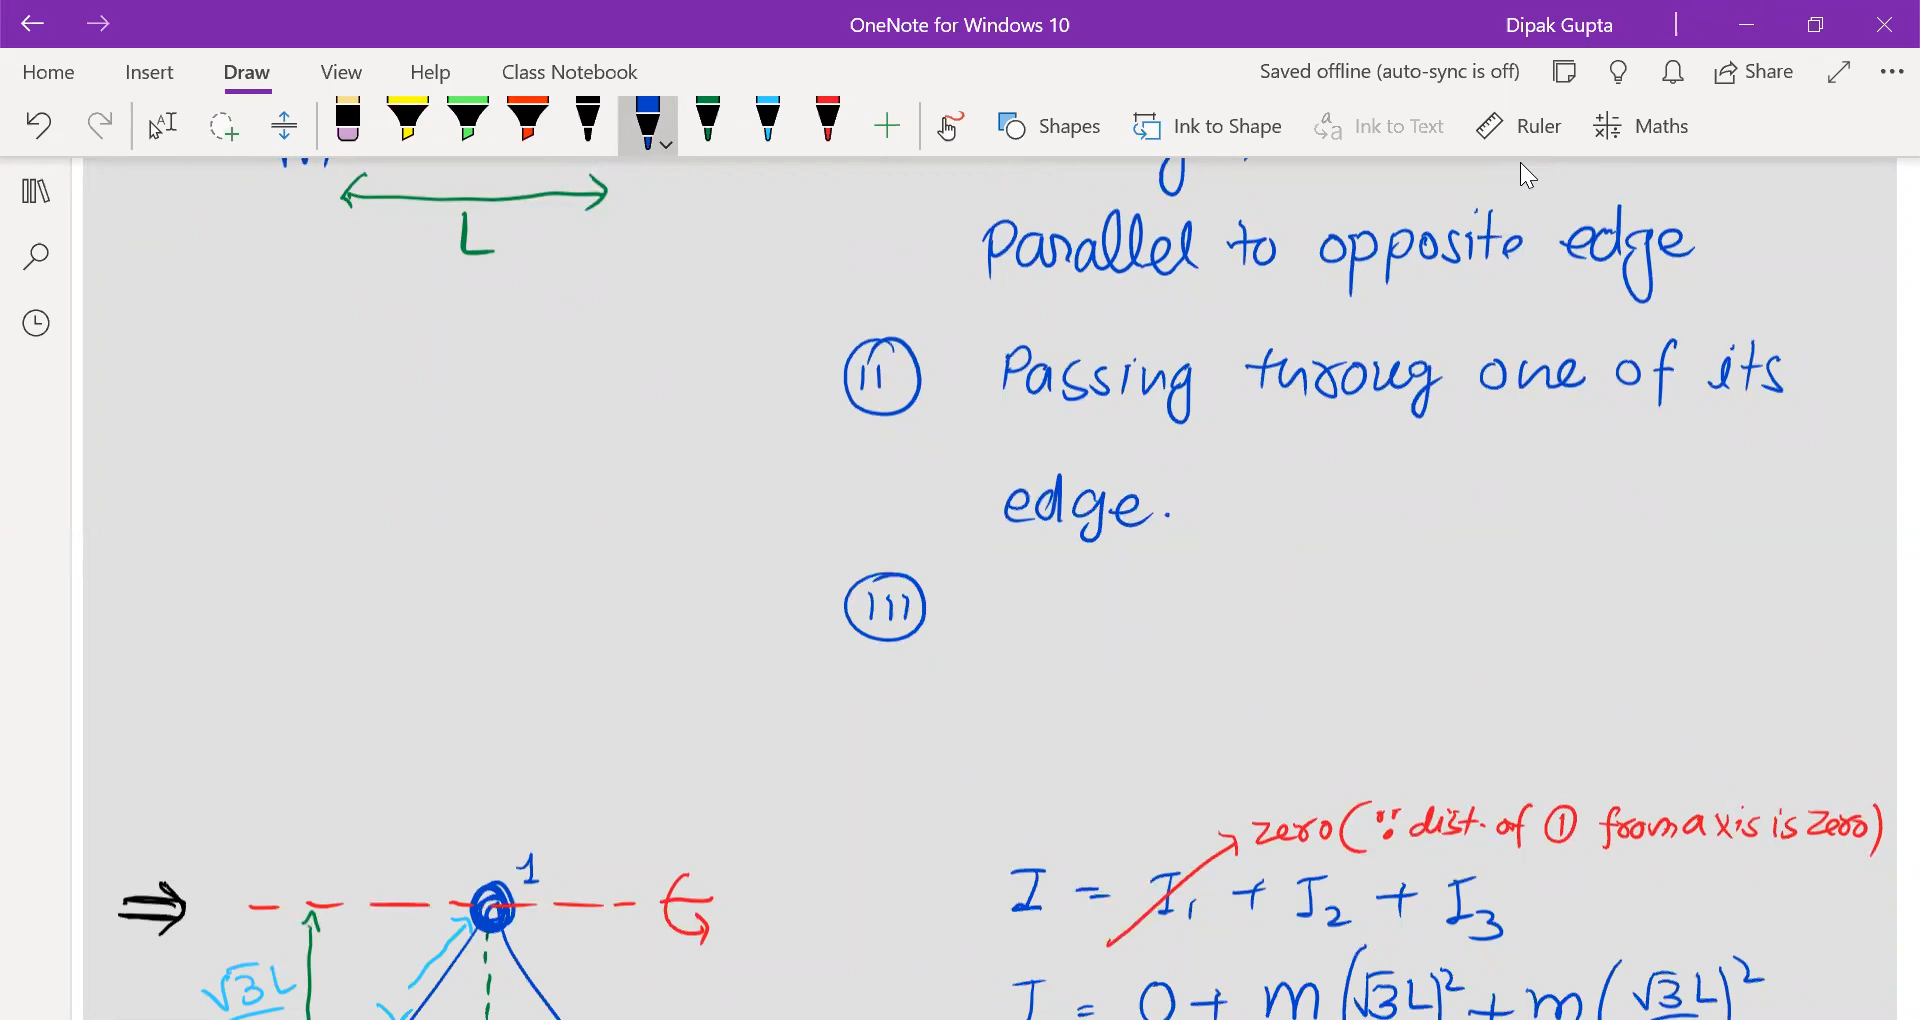 OneNote for Windows 10
Dipak Gupta
Home Insert Draw View Help Class Notebook
Saved offline (auto-sync is off) Share
Shapes Ink to Shape Ink to Text Ruler Maths
L
Parallel to opposite edge
ii Passing throug one of its
edge.
iii
zero (∵ dist. of ① from axis is zero)
1
I = I₁ + I₂ + I₃
√3L
I = 0 + m(√3L)² + m(√3L)²